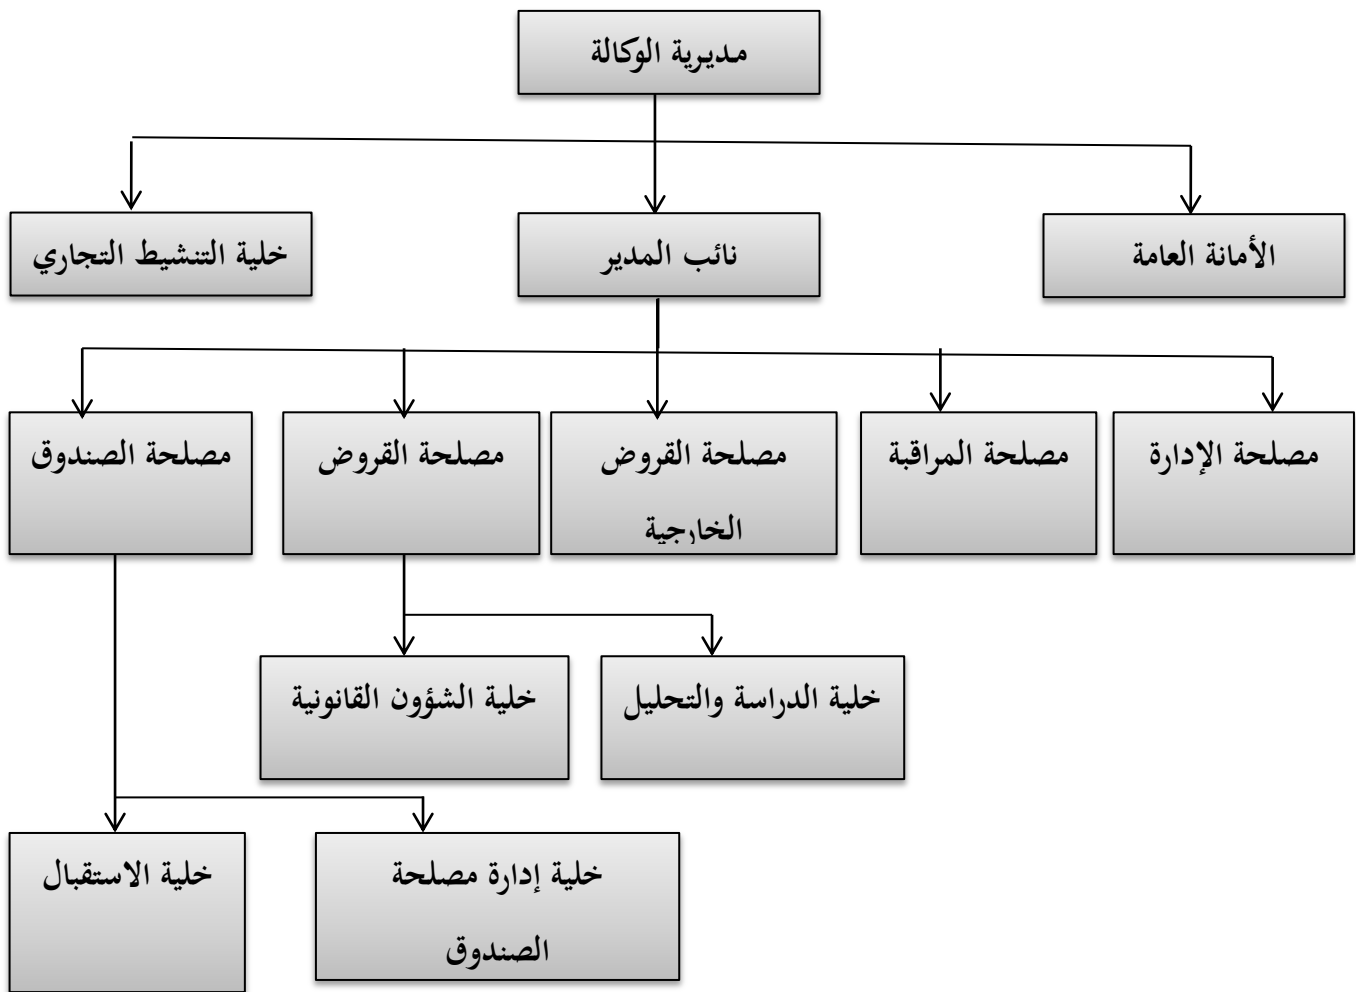 مديرية الوكالة
الأمانة العامة
نائب المدير
خلية التنشيط التجاري
مصلحة الإدارة
مصلحة المراقبة
مصلحة القروض
الخارجية
مصلحة القروض
مصلحة الصندوق
خلية الدراسة والتحليل
خلية الشؤون القانونية
خلية إدارة مصلحة
الصندوق
خلية الاستقبال